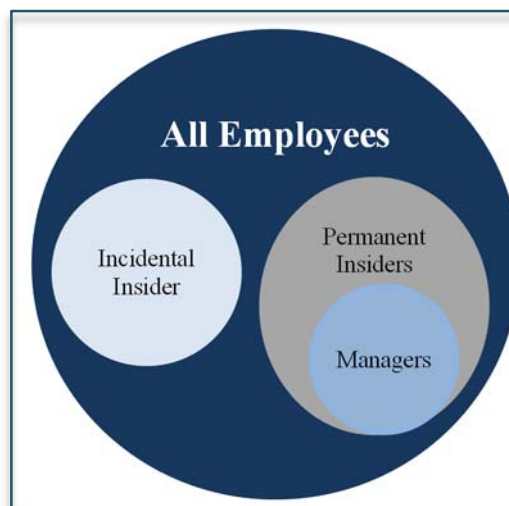 All Employees
Incidental
Insider
Permanent
Insiders
Managers